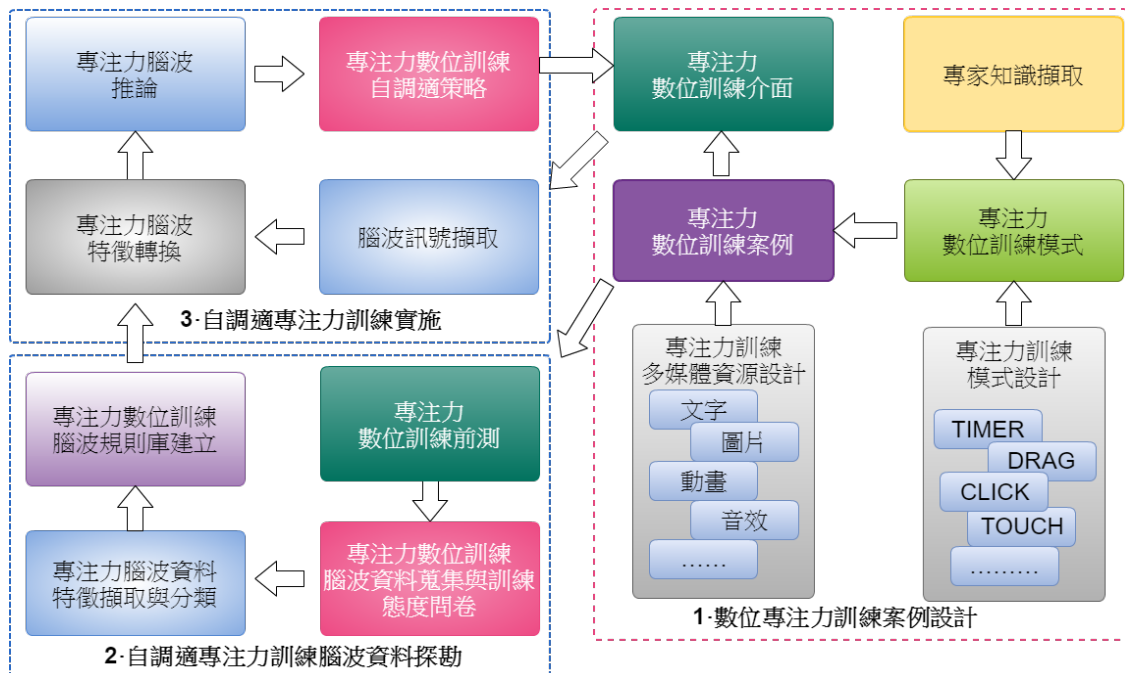 專注力腦波
推論
專注力數位訓練
自調適策略
專注力
數位訓練介面
專家知識擷取
專注力腦波
特徵轉換
腦波訊號擷取
專注力
數位訓練案例
專注力
數位訓練模式
3·自調適專注力訓練實施
專注力訓練
多媒體資源設計
文字
圖片
動畫
音效
……
專注力訓練
模式設計
TIMER
DRAG
CLICK
TOUCH
………
1·數位專注力訓練案例設計
專注力數位訓練
腦波規則庫建立
專注力
數位訓練前測
專注力腦波資料
特徵擷取與分類
專注力數位訓練
腦波資料蒐集與訓練
態度問卷
2·自調適專注力訓練腦波資料探勘